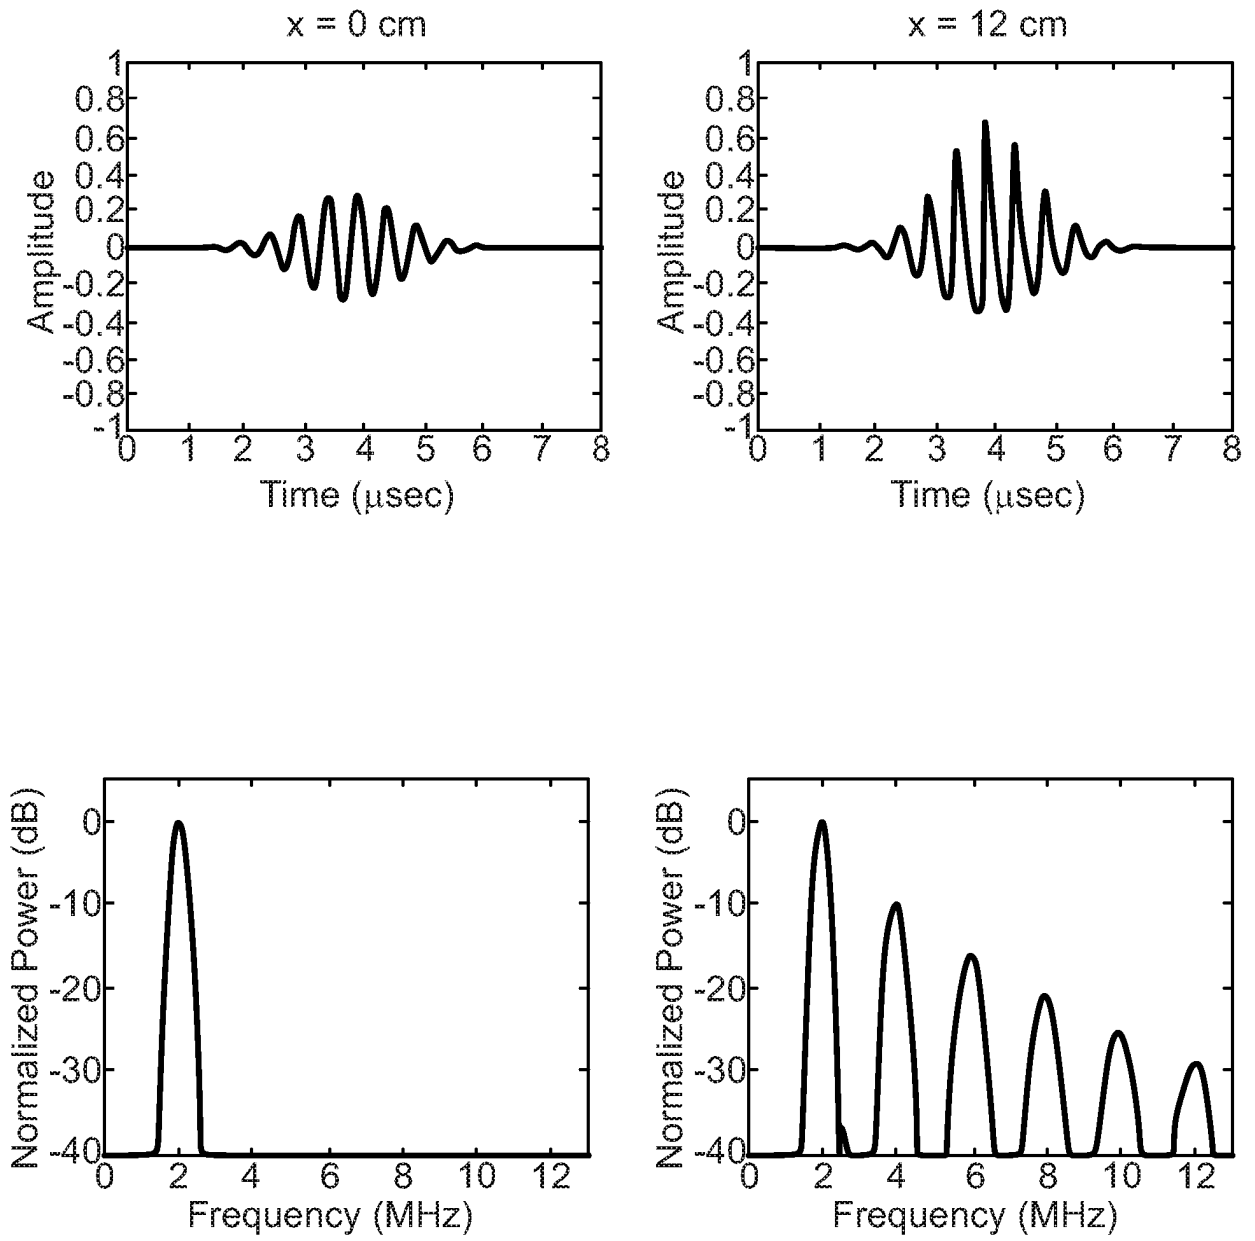 x = 0 cm
1
0.8
0.6
0.4
0.2
0
-0.2
-0.4
-0.6
-0.8
-1
Amplitude
0 1 2 3 4 5 6 7 8
Time (μsec)
x = 12 cm
1
0.8
0.6
0.4
0.2
0
-0.2
-0.4
-0.6
-0.8
-1
Amplitude
0 1 2 3 4 5 6 7 8
Time (μsec)
0
-10
-20
-30
-40
Normalized Power (dB)
0 2 4 6 8 10 12
Frequency (MHz)
0
-10
-20
-30
-40
Normalized Power (dB)
0 2 4 6 8 10 12
Frequency (MHz)